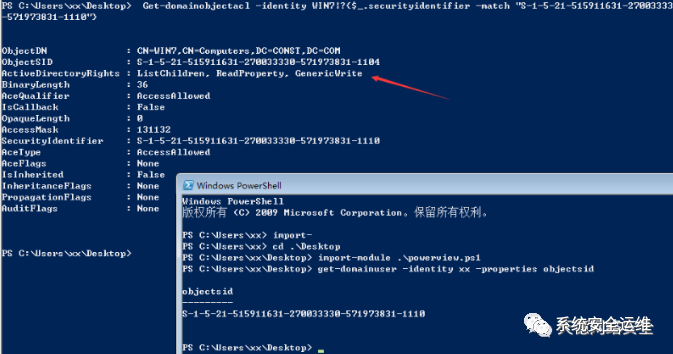 PS C:\Users\xx\Desktop> Get-domainobjectacl -identity WIN7|?{$_.securityidentifier -match "S-1-5-21-515911631-270033330
-571973831-1110"}
ObjectDN : CN=WIN7,CN=Computers,DC=CONST,DC=COM
ObjectSID : S-1-5-21-515911631-270033330-571973831-1104
ActiveDirectoryRights : ListChildren, ReadProperty, GenericWrite
BinaryLength : 36
AceQualifier : AccessAllowed
IsCallback : False
OpaqueLength : 0
AccessMask : 131132
SecurityIdentifier : S-1-5-21-515911631-270033330-571973831-1110
AceType : AccessAllowed
AceFlags : None
IsInherited : False
InheritanceFlags : None
PropagationFlags : None
AuditFlags : None
PS C:\Users\xx\Desktop>
Windows PowerShell
Windows PowerShell
版权所有 (C) 2009 Microsoft Corporation。保留所有权利。
PS C:\Users\xx> import-
PS C:\Users\xx> cd .\Desktop
PS C:\Users\xx\Desktop> import-module .\powerview.ps1
PS C:\Users\xx\Desktop> get-domainuser -identity xx -properties objectsid
objectsid
---------
S-1-5-21-515911631-270033330-571973831-1110
PS C:\Users\xx\Desktop>
系统安全运维